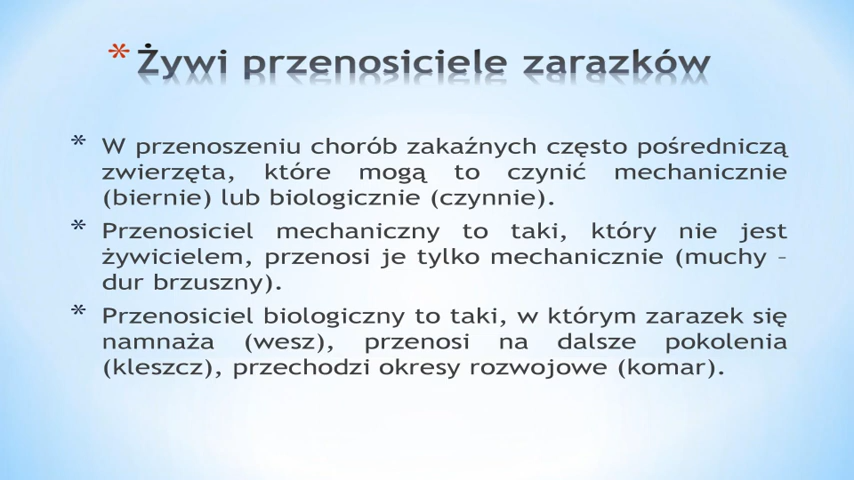 * Żywi przenosiciele zarazków
* W przenoszeniu chorób zakaźnych często pośredniczą
zwierzęta, które mogą to czynić mechanicznie
(biernie) lub biologicznie (czynnie).
* Przenosiciel mechaniczny to taki, który nie jest
żywicielem, przenosi je tylko mechanicznie (muchy –
dur brzuszny).
* Przenosiciel biologiczny to taki, w którym zarazek się
namnaża (wesz), przenosi na dalsze pokolenia
(kleszcz), przechodzi okresy rozwojowe (komar).